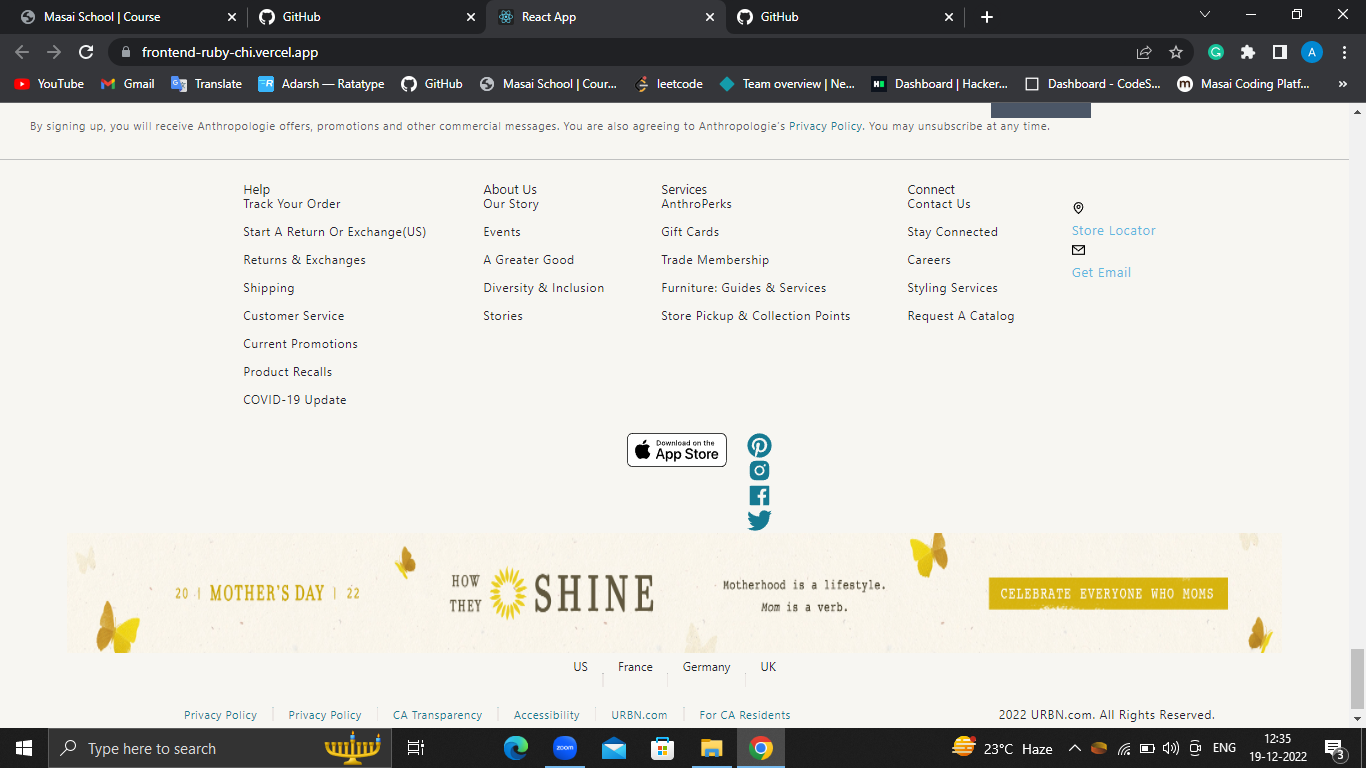 Masai School | Course
GitHub
React App
GitHub
frontend-ruby-chi.vercel.app
A
YouTube
Gmail
Translate
Adarsh — Ratatype
GitHub
Masai School | Cour...
leetcode
Team overview | Ne...
Dashboard | Hacker...
Dashboard - CodeS...
Masai Coding Platf...
»
By signing up, you will receive Anthropologie offers, promotions and other commercial messages. You are also agreeing to Anthropologie's Privacy Policy. You may unsubscribe at any time.
Help
Track Your Order
Start A Return Or Exchange(US)
Returns & Exchanges
Shipping
Customer Service
Current Promotions
Product Recalls
COVID-19 Update
About Us
Our Story
Events
A Greater Good
Diversity & Inclusion
Stories
Services
AnthroPerks
Gift Cards
Trade Membership
Furniture: Guides & Services
Store Pickup & Collection Points
Connect
Contact Us
Stay Connected
Careers
Styling Services
Request A Catalog
Store Locator
Get Email
Download on the
App Store
20 | MOTHER'S DAY | 22
HOW
THEY
SHINE
Motherhood is a lifestyle.
Mom is a verb.
CELEBRATE EVERYONE WHO MOMS
US
France
Germany
UK
Privacy Policy
Privacy Policy
CA Transparency
Accessibility
URBN.com
For CA Residents
2022 URBN.com. All Rights Reserved.
Type here to search
zoom
23°C Haze
ENG
12:35
19-12-2022
3